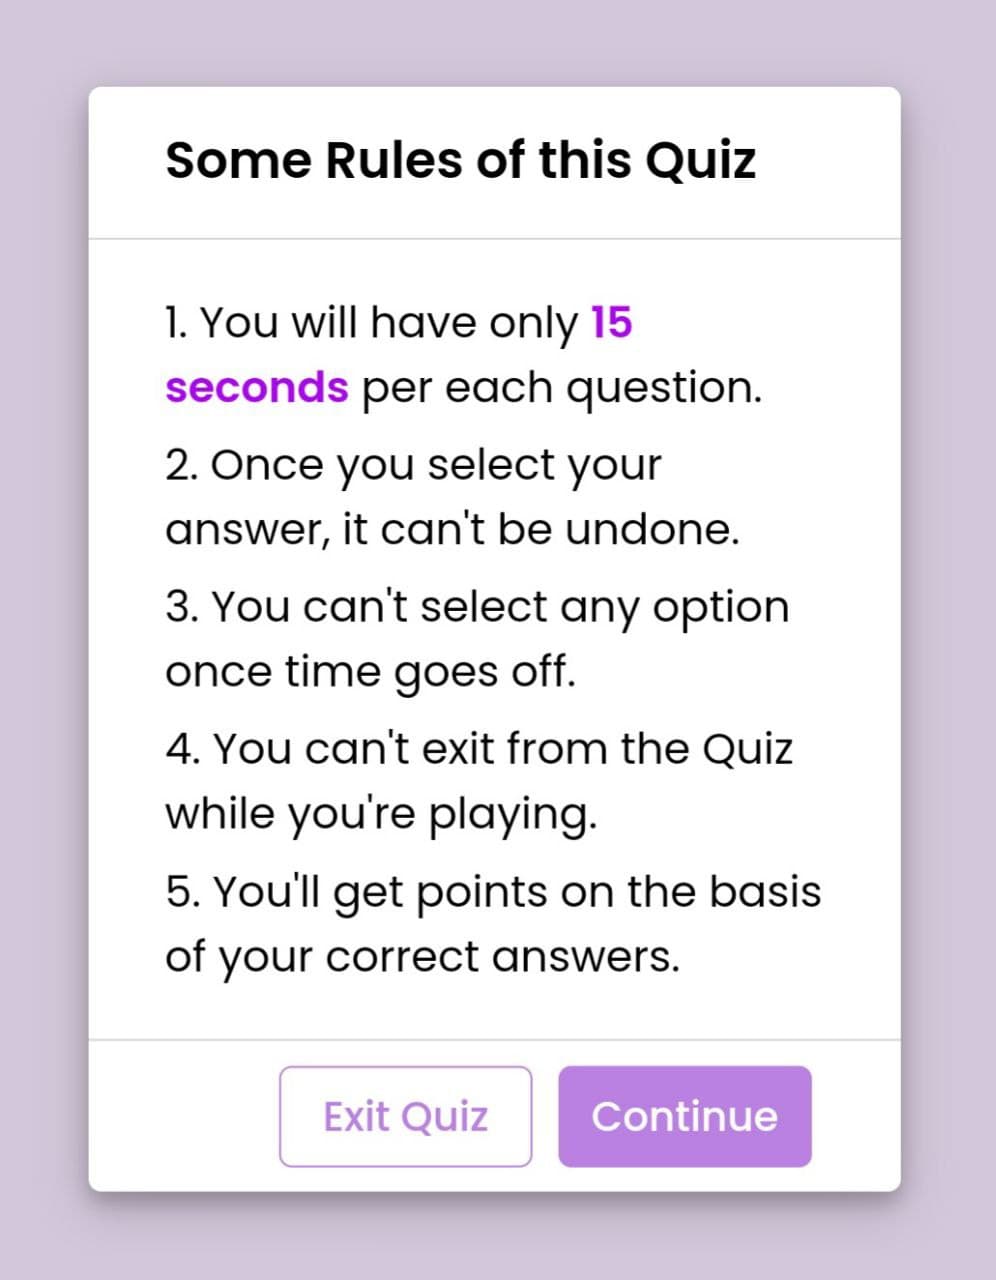 Some Rules of this Quiz
1. You will have only 15
seconds per each question.
2. Once you select your
answer, it can't be undone.
3. You can't select any option
once time goes off.
4. You can't exit from the Quiz
while you're playing.
5. You'll get points on the basis
of your correct answers.
Exit Quiz
Continue